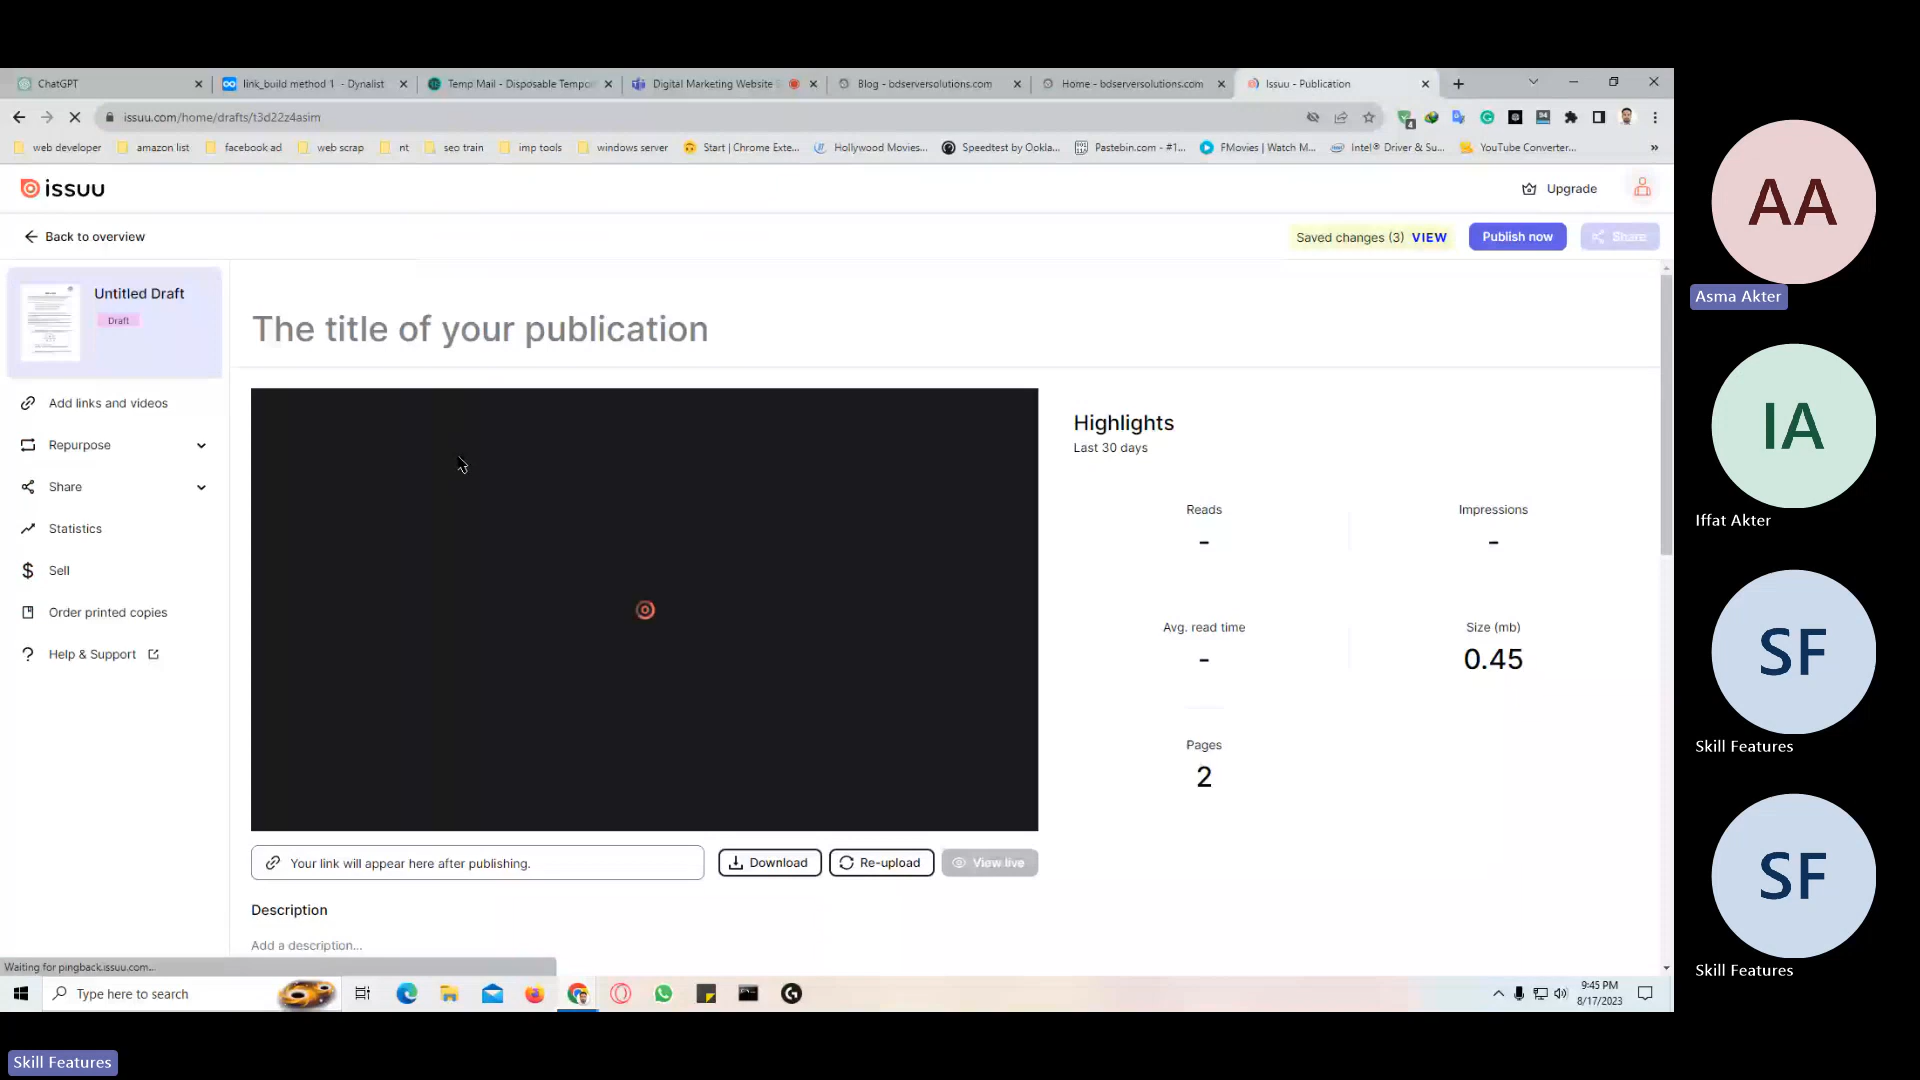 ChatGPT
link_build method 1 - Dynalist
Temp Mail - Disposable Tempo
Digital Marketing Website
Blog - bdserversolutions.com
Home - bdserversolutions.com
Issuu - Publication
issuu.com/home/drafts/t3d22z4asim
web developer
amazon list
facebook ad
web scrap
nt
seo train
imp tools
windows server
Start | Chrome Exte...
Hollywood Movies...
Speedtest by Ookla...
Pastebin.com - #1...
FMovies | Watch M...
Intel® Driver & Su...
YouTube Converter...
»
issuu
Upgrade
Back to overview
Saved changes (3) VIEW
Publish now
Share
Untitled Draft
Draft
Add links and videos
Repurpose
Share
Statistics
Sell
Order printed copies
Help & Support
The title of your publication
Highlights
Last 30 days
Reads
-
Impressions
-
Avg. read time
-
Size (mb)
0.45
Pages
2
Your link will appear here after publishing.
Download
Re-upload
View live
Description
Add a description...
Waiting for pingback.issuu.com...
Type here to search
9:45 PM
8/17/2023
AA
Asma Akter
IA
Iffat Akter
SF
Skill Features
SF
Skill Features
Skill Features